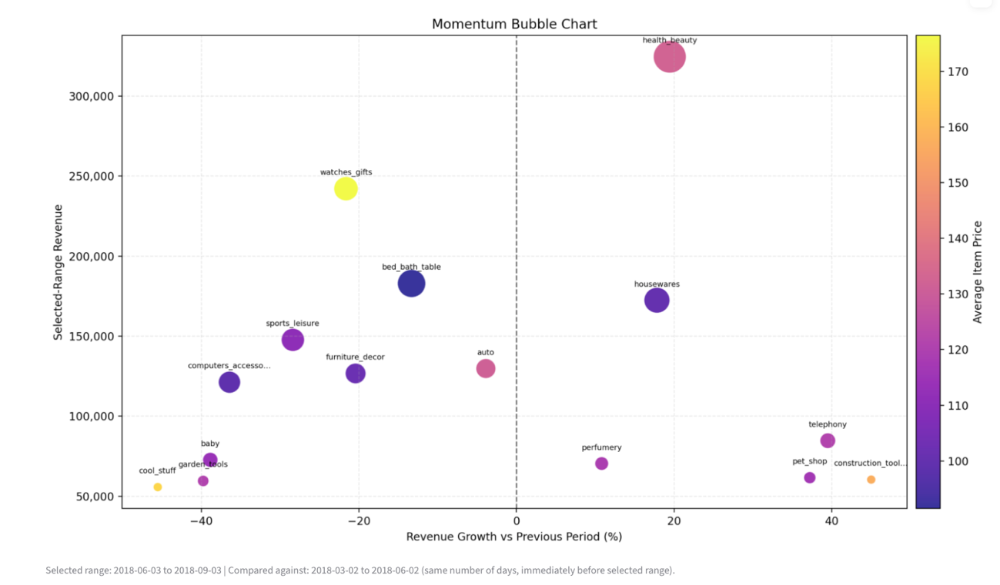 Momentum Bubble Chart
health_beauty
300,000
170
160
watches_gifts
250,000
150
200,000
bed_bath_table
housewares
140
Selected-Range Revenue
Average Item Price
130
sports_leisure
150,000
furniture_decor
auto
120
computers_accesso...
110
100,000
telephony
baby
perfumery
100
garden_tools
cool_stuff
pet_shop
construction_tool...
50,000
−40
−20
0
20
40
Revenue Growth vs Previous Period (%)
Selected range: 2018-06-03 to 2018-09-03 | Compared against: 2018-03-02 to 2018-06-02 (same number of days, immediately before selected range).